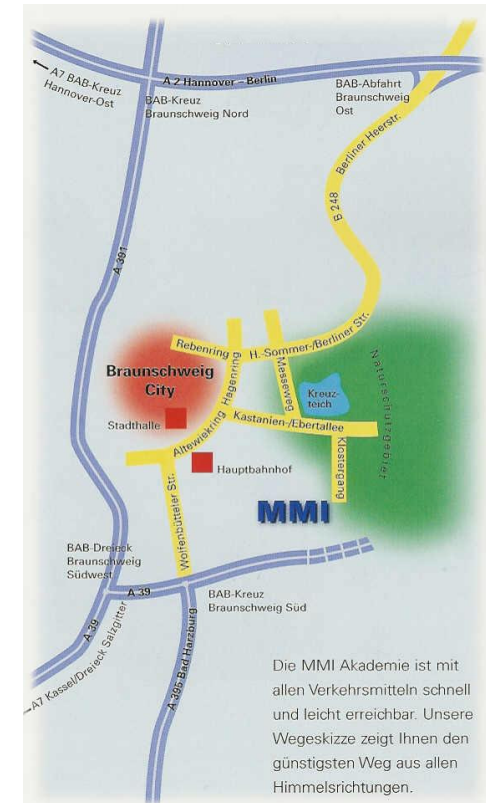 A 2 Hannover – Berlin
A7 BAB-Kreuz
Hannover-Ost
BAB-Kreuz
Braunschweig Nord
BAB-Abfahrt
Braunschweig
Ost
Berliner Heerstr.
B 248
A 391
Rebenring
H.-Sommer-/Berliner Str.
Hagenring
Messeweg
Naturschutzgebiet
Braunschweig
City
Kreuz-
teich
Stadthalle
Kastanien-/Ebertallee
Altewiekring
Klostergang
Hauptbahnhof
Wolfenbütteler Str.
MMI
BAB-Dreieck
Braunschweig
Südwest
A 39
BAB-Kreuz
Braunschweig Süd
A 39
A7 Kassel/Dreieck Salzgitter
A 395 Bad Harzburg
Die MMI Akademie ist mit
allen Verkehrsmitteln schnell
und leicht erreichbar. Unsere
Wegeskizze zeigt Ihnen den
günstigsten Weg aus allen
Himmelsrichtungen.